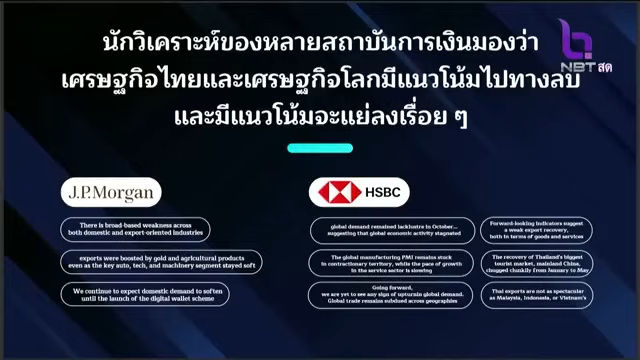 นักวิเคราะห์ของหลายสถาบันการเงินมองว่า
เศรษฐกิจไทยและเศรษฐกิจโลกมีแนวโน้มไปทางลบ
และมีแนวโน้มจะแย่ลงเรื่อย ๆ
NBT สด
J.P.Morgan
There is broad-based weakness across
both domestic and export-oriented industries
exports were boosted by gold and agricultural products
even as the key auto, tech, and machinery segment stayed soft
We continue to expect domestic demand to soften
until the launch of the digital wallet scheme
HSBC
global demand remained lacklustre in October...
suggesting that global economic activity stagnated
The global manufacturing PMI remains stuck
in contractionary territory, while the pace of growth
in the service sector is slowing
Going forward,
we are yet to see any sign of upturnin global demand.
Global trade remains subdued across geographies
Forward-looking indicators suggest
a weak export recovery,
both in terms of goods and services
The recovery of Thailand's biggest
tourist market, mainland China,
chugged clunkily from January to May
Thai exports are not as spectacular
as Malaysia, Indonesia, or Vietnam's